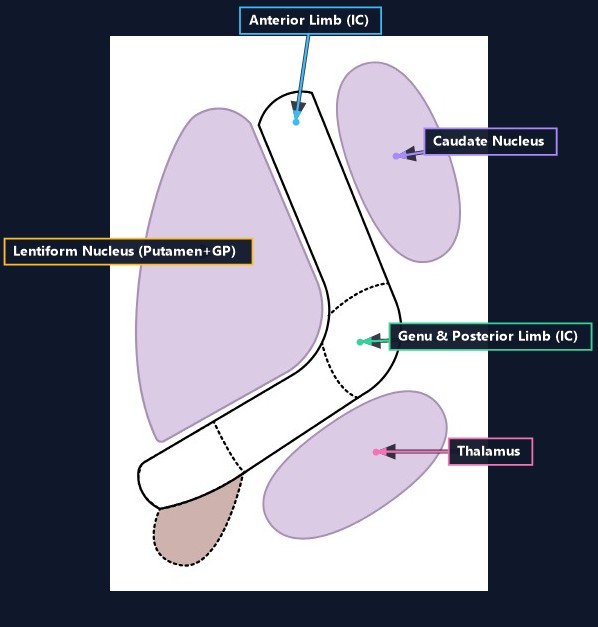 Anterior Limb (IC)
Caudate Nucleus
Lentiform Nucleus (Putamen+GP)
Genu & Posterior Limb (IC)
Thalamus